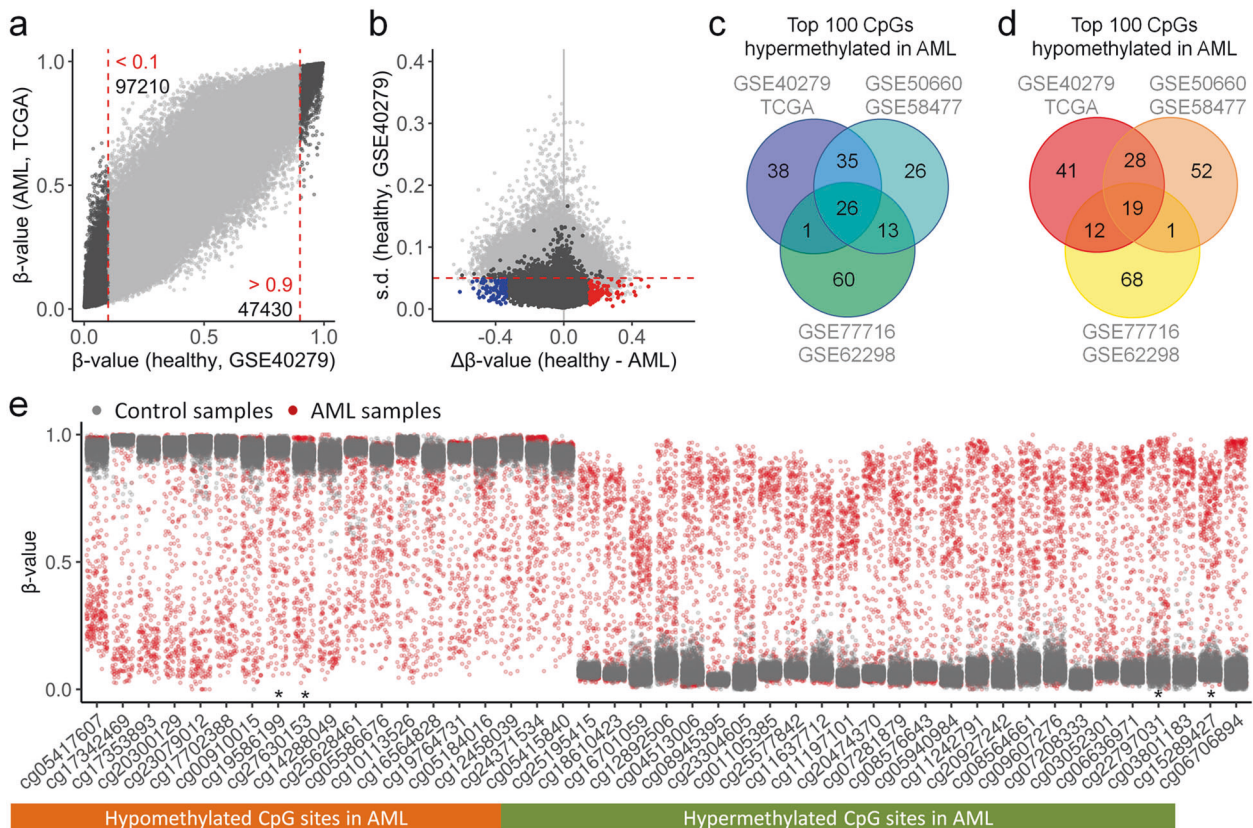 a
β-value (AML, TCGA)
1.0
0.5
0.0
< 0.1
97210
> 0.9
47430
0.0 0.5 1.0
β-value (healthy, GSE40279)
b
s.d. (healthy, GSE40279)
0.4
0.3
0.2
0.1
0.0
-0.4 0.0 0.4
Δβ-value (healthy - AML)
c
Top 100 CpGs
hypermethylated in AML
GSE40279 GSE50660
TCGA GSE58477
38 35 26
26
1 13
60
GSE77716
GSE62298
d
Top 100 CpGs
hypomethylated in AML
GSE40279 GSE50660
TCGA GSE58477
41 28 52
19
12 1
68
GSE77716
GSE62298
e
Control samples AML samples
β-value
1.0
0.5
0.0
* * * *
cg05417607
cg17342469
cg17353893
cg20300129
cg23079012
cg17702388
cg00910015
cg19586199
cg27630153
cg14288049
cg25628461
cg05586676
cg10113526
cg16564828
cg19764731
cg05184016
cg12458039
cg24371534
cg05415840
cg25195415
cg18610423
cg16701059
cg12892506
cg04513006
cg08945395
cg23304605
cg01105385
cg25577842
cg11637712
cg11197101
cg20474370
cg07281879
cg08576643
cg05940984
cg11242791
cg20927242
cg08564661
cg09607276
cg07208333
cg03052301
cg06633971
cg22797031
cg03801183
cg15289427
cg06706894
Hypomethylated CpG sites in AML
Hypermethylated CpG sites in AML